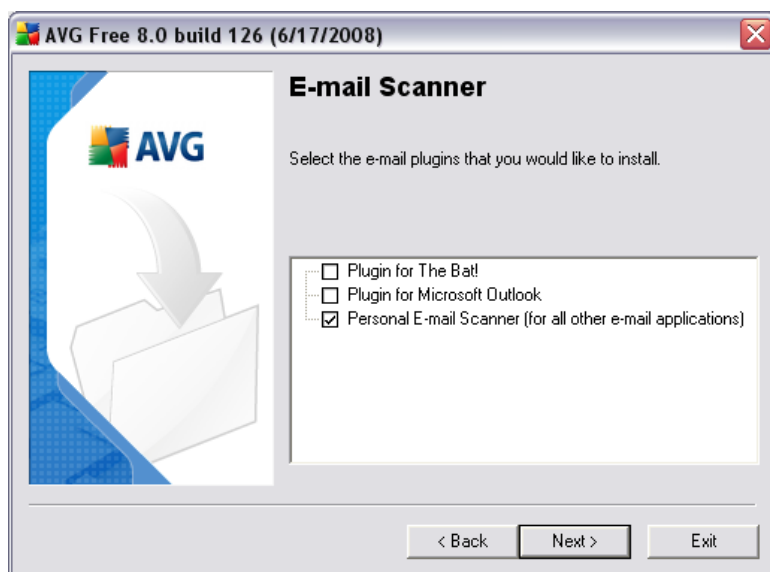 AVG Free 8.0 build 126 (6/17/2008)
E-mail Scanner
AVG
Select the e-mail plugins that you would like to install.
Plugin for The Bat!
Plugin for Microsoft Outlook
Personal E-mail Scanner (for all other e-mail applications)
< Back
Next >
Exit